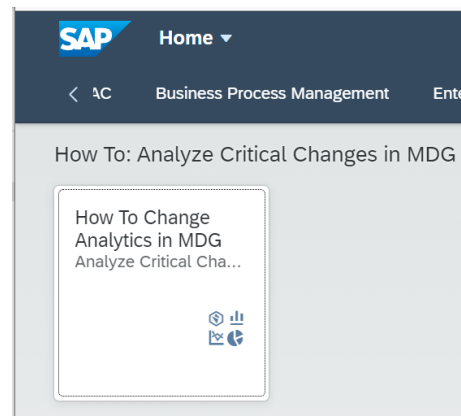 SAP Home
AC Business Process Management
How To: Analyze Critical Changes in MDG
How To Change
Analytics in MDG
Analyze Critical Cha...